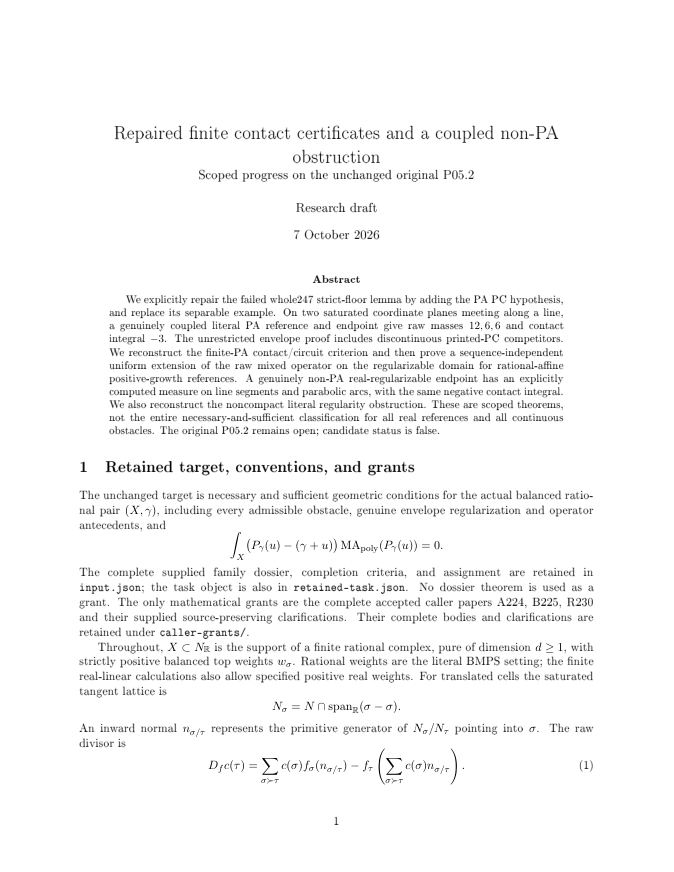 Repaired finite contact certificates and a coupled non-PA
obstruction
Scoped progress on the unchanged original P05.2
Research draft
7 October 2026
Abstract
We explicitly repair the failed whole247 strict-floor lemma by adding the PA PC hypothesis,
and replace its separable example. On two saturated coordinate planes meeting along a line,
a genuinely coupled literal PA reference and endpoint give raw masses 12, 6, 6 and contact
integral −3. The unrestricted envelope proof includes discontinuous printed-PC competitors.
We reconstruct the finite-PA contact/circuit criterion and then prove a sequence-independent
uniform extension of the raw mixed operator on the regularizable domain for rational-affine
positive-growth references. A genuinely non-PA real-regularizable endpoint has an explicitly
computed measure on line segments and parabolic arcs, with the same negative contact integral.
We also reconstruct the noncompact literal regularity obstruction. These are scoped theorems,
not the entire necessary-and-sufficient classification for all real references and all continuous
obstacles. The original P05.2 remains open; candidate status is false.
1 Retained target, conventions, and grants
The unchanged target is necessary and sufficient geometric conditions for the actual balanced ratio-
nal pair (X, γ), including every admissible obstacle, genuine envelope regularization and operator
antecedents, and
∫_X (P_γ(u) − (γ + u)) MA_poly(P_γ(u)) = 0.
The complete supplied family dossier, completion criteria, and assignment are retained in
input.json; the task object is also in retained-task.json. No dossier theorem is used as a
grant. The only mathematical grants are the complete accepted caller papers A224, B225, R230
and their supplied source-preserving clarifications. Their complete bodies and clarifications are
retained under caller-grants/.
Throughout, X ⊂ N_ℝ is the support of a finite rational complex, pure of dimension d ≥ 1, with
strictly positive balanced top weights w_σ. Rational weights are the literal BMPS setting; the finite
real-linear calculations also allow specified positive real weights. For translated cells the saturated
tangent lattice is
N_σ = N ∩ span_ℝ(σ − σ).
An inward normal n_{σ/τ} represents the primitive generator of N_σ/N_τ pointing into σ. The raw
divisor is
D_f c(τ) = ∑_{σ≻τ} c(σ)f_σ(n_{σ/τ}) − f_τ (∑_{σ≻τ} c(σ)n_{σ/τ}). (1)
1